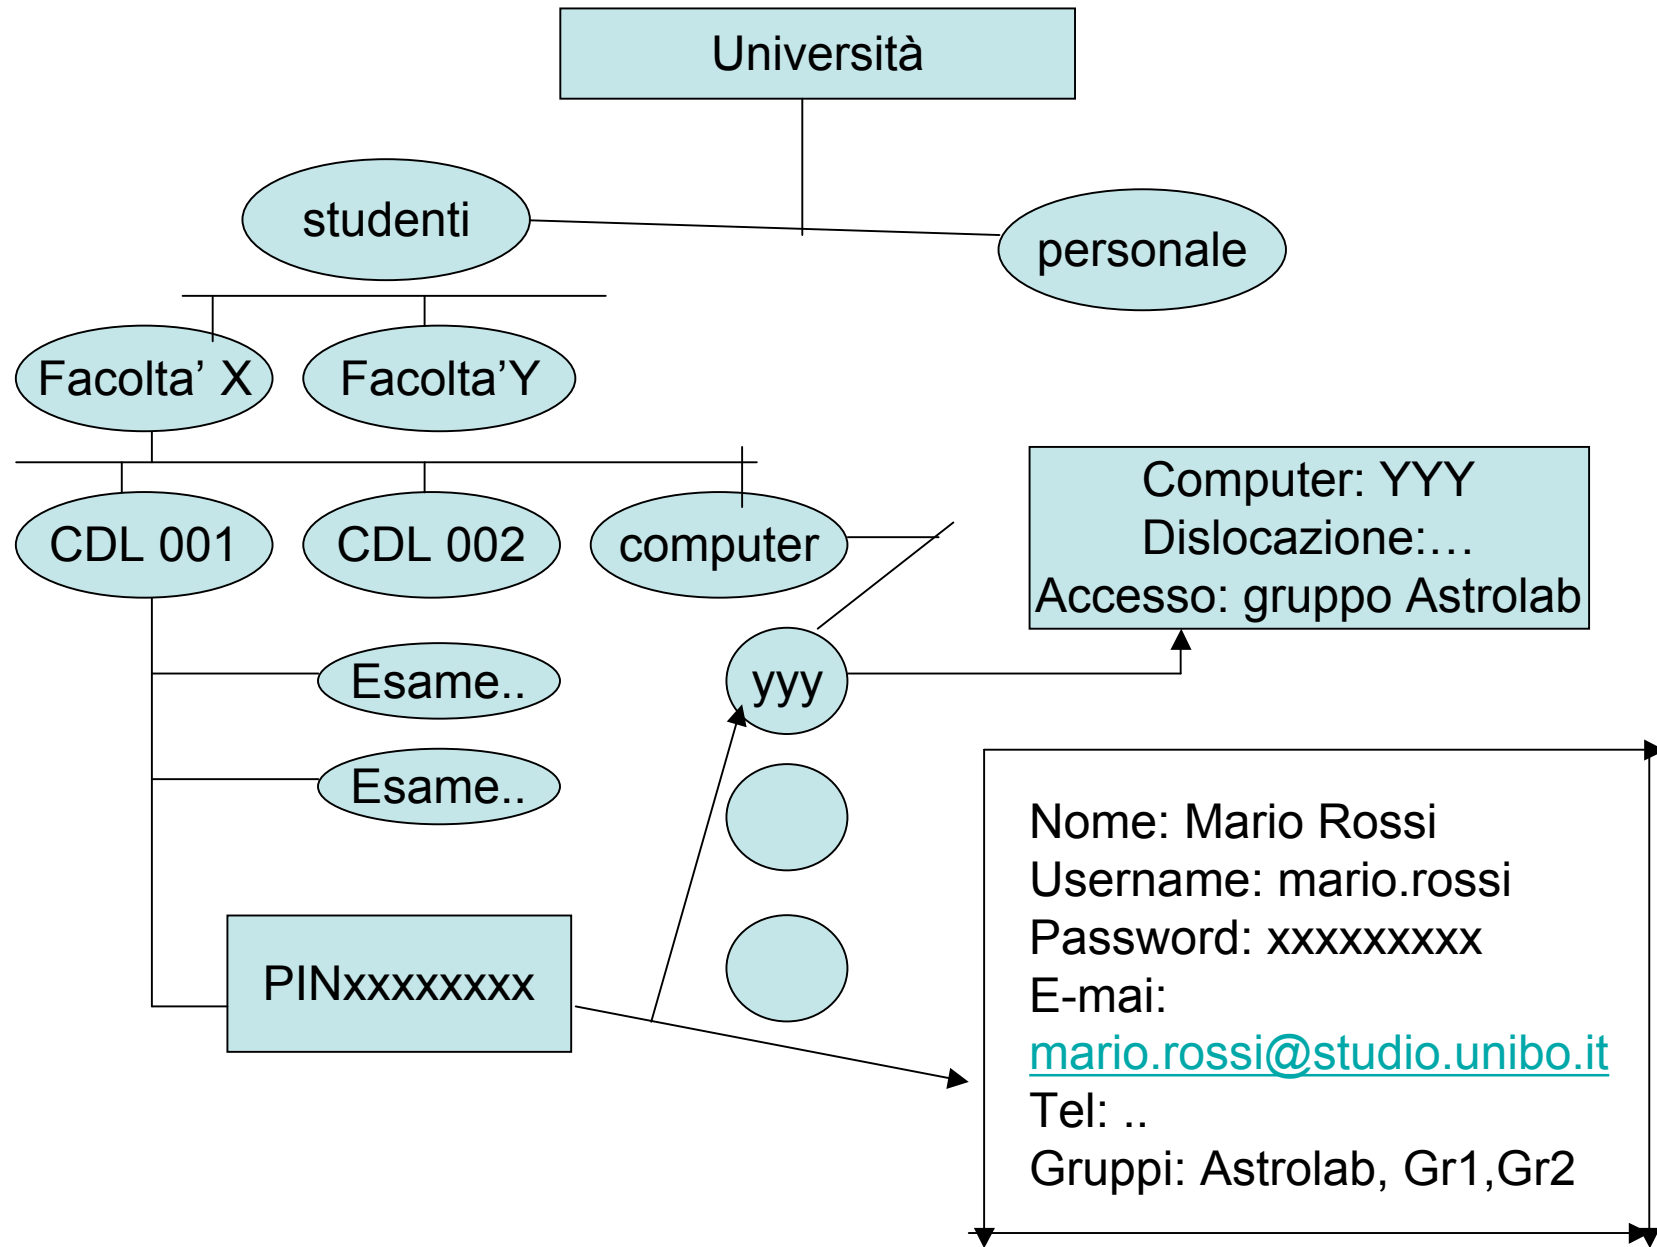 Università
studenti
personale
Facolta’ X
Facolta’Y
CDL 001
CDL 002
computer
Computer: YYY
Dislocazione:…
Accesso: gruppo Astrolab
Esame..
yyy
Esame..
PINxxxxxxxx
Nome: Mario Rossi
Username: mario.rossi
Password: xxxxxxxxx
E-mai:
mario.rossi@studio.unibo.it
Tel: ..
Gruppi: Astrolab, Gr1,Gr2